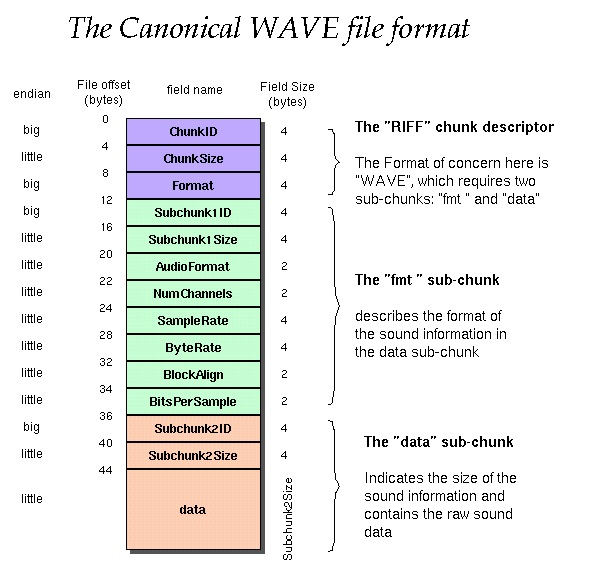 The Canonical WAVE file format
endian
File offset
(bytes)
field name
Field Size
(bytes)
0
big
ChunkID
4
4
little
ChunkSize
4
8
big
Format
4
12
big
Subchunk1ID
4
16
little
Subchunk1Size
4
20
little
AudioFormat
2
22
little
NumChannels
2
24
little
SampleRate
4
28
little
ByteRate
4
32
little
BlockAlign
2
34
little
BitsPerSample
2
36
big
Subchunk2ID
4
40
little
Subchunk2Size
4
44
little
data
Subchunk2Size
The "RIFF" chunk descriptor
The Format of concern here is
"WAVE", which requires two
sub-chunks: "fmt " and "data"
The "fmt " sub-chunk
describes the format of
the sound information in
the data sub-chunk
The "data" sub-chunk
Indicates the size of the
sound information and
contains the raw sound
data